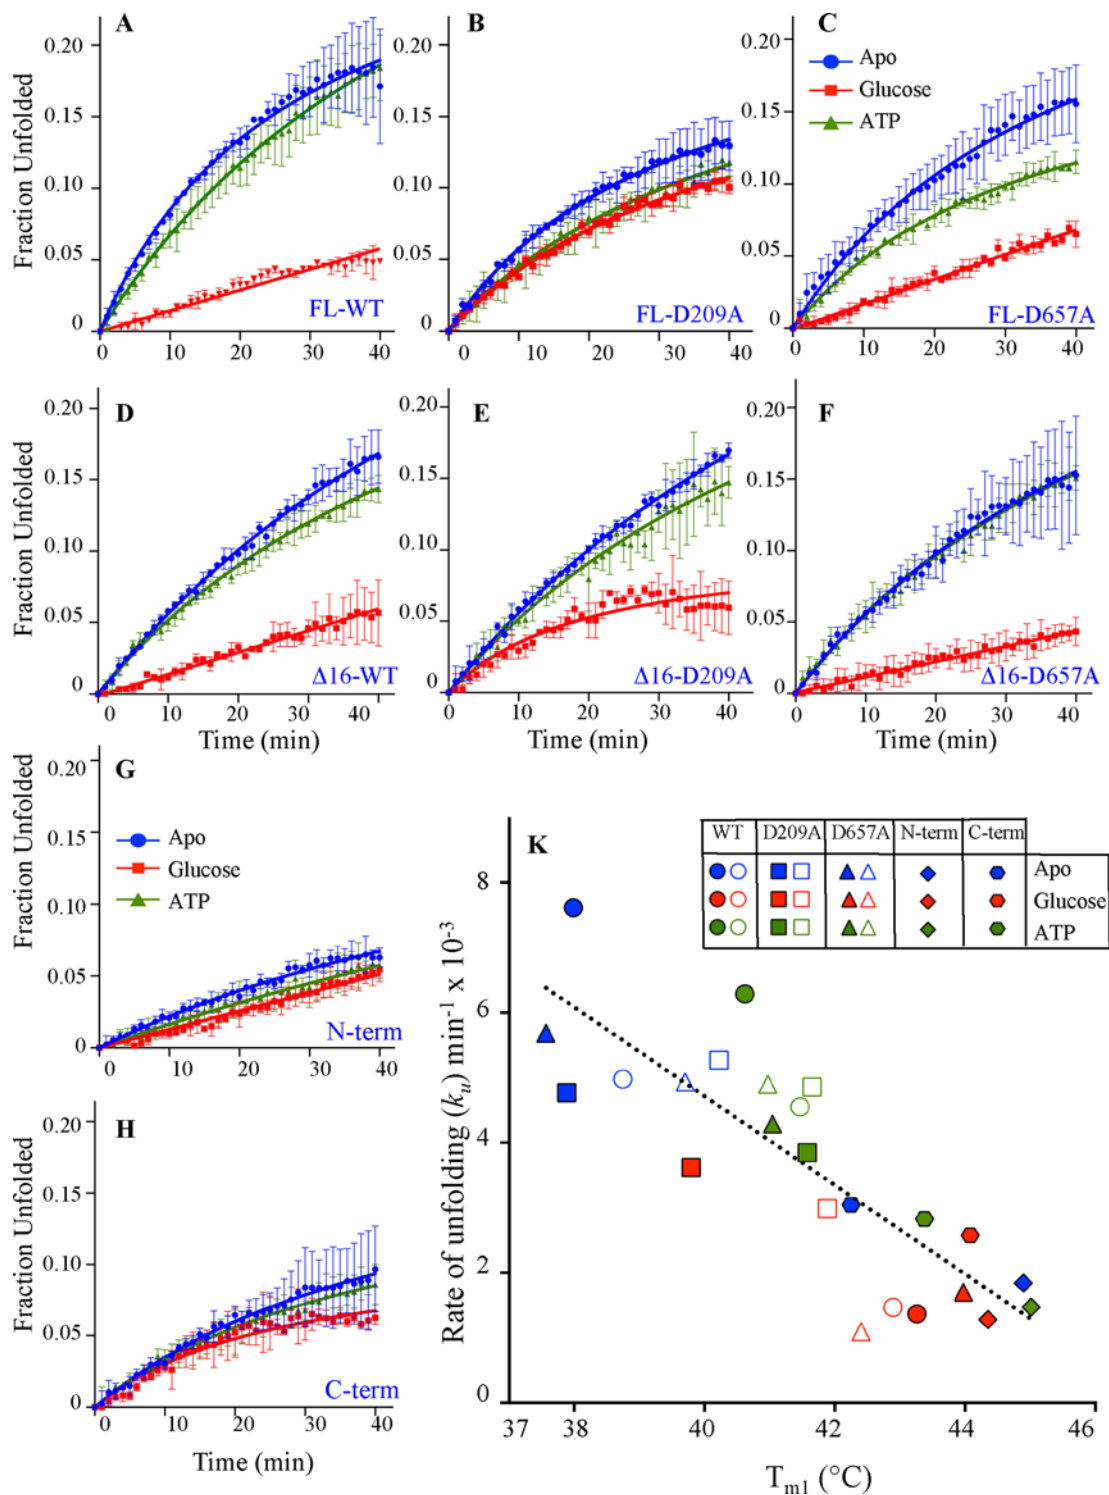 A
B
C
0.20
0.15
0.10
0.05
0
Fraction Unfolded
10 20 30 40
FL-WT
0.20
0.15
0.10
0.05
0
0 10 20 30 40
FL-D209A
0.20
0.15
0.10
0.05
0
0 10 20 30 40
Apo
Glucose
ATP
FL-D657A
D
E
F
0.20
0.15
0.10
0.05
0
Fraction Unfolded
0 10 20 30 40
Δ16-WT
Time (min)
0.20
0.15
0.10
0.05
0
0 10 20 30 40
Δ16-D209A
Time (min)
0.20
0.15
0.10
0.05
0
0 10 20 30 40
Δ16-D657A
Time (min)
G
0.20
0.15
0.10
0.05
0
Fraction Unfolded
Apo
Glucose
ATP
N-term
0 10 20 30 40
H
0.20
0.15
0.10
0.05
0
Fraction Unfolded
C-term
10 20 30 40
Time (min)
K
WT D209A D657A N-term C-term
Apo
Glucose
ATP
8
6
4
2
0
Rate of unfolding (kᵤ) min⁻¹ x 10⁻³
37 38 40 42 44 46
Tm1 (°C)